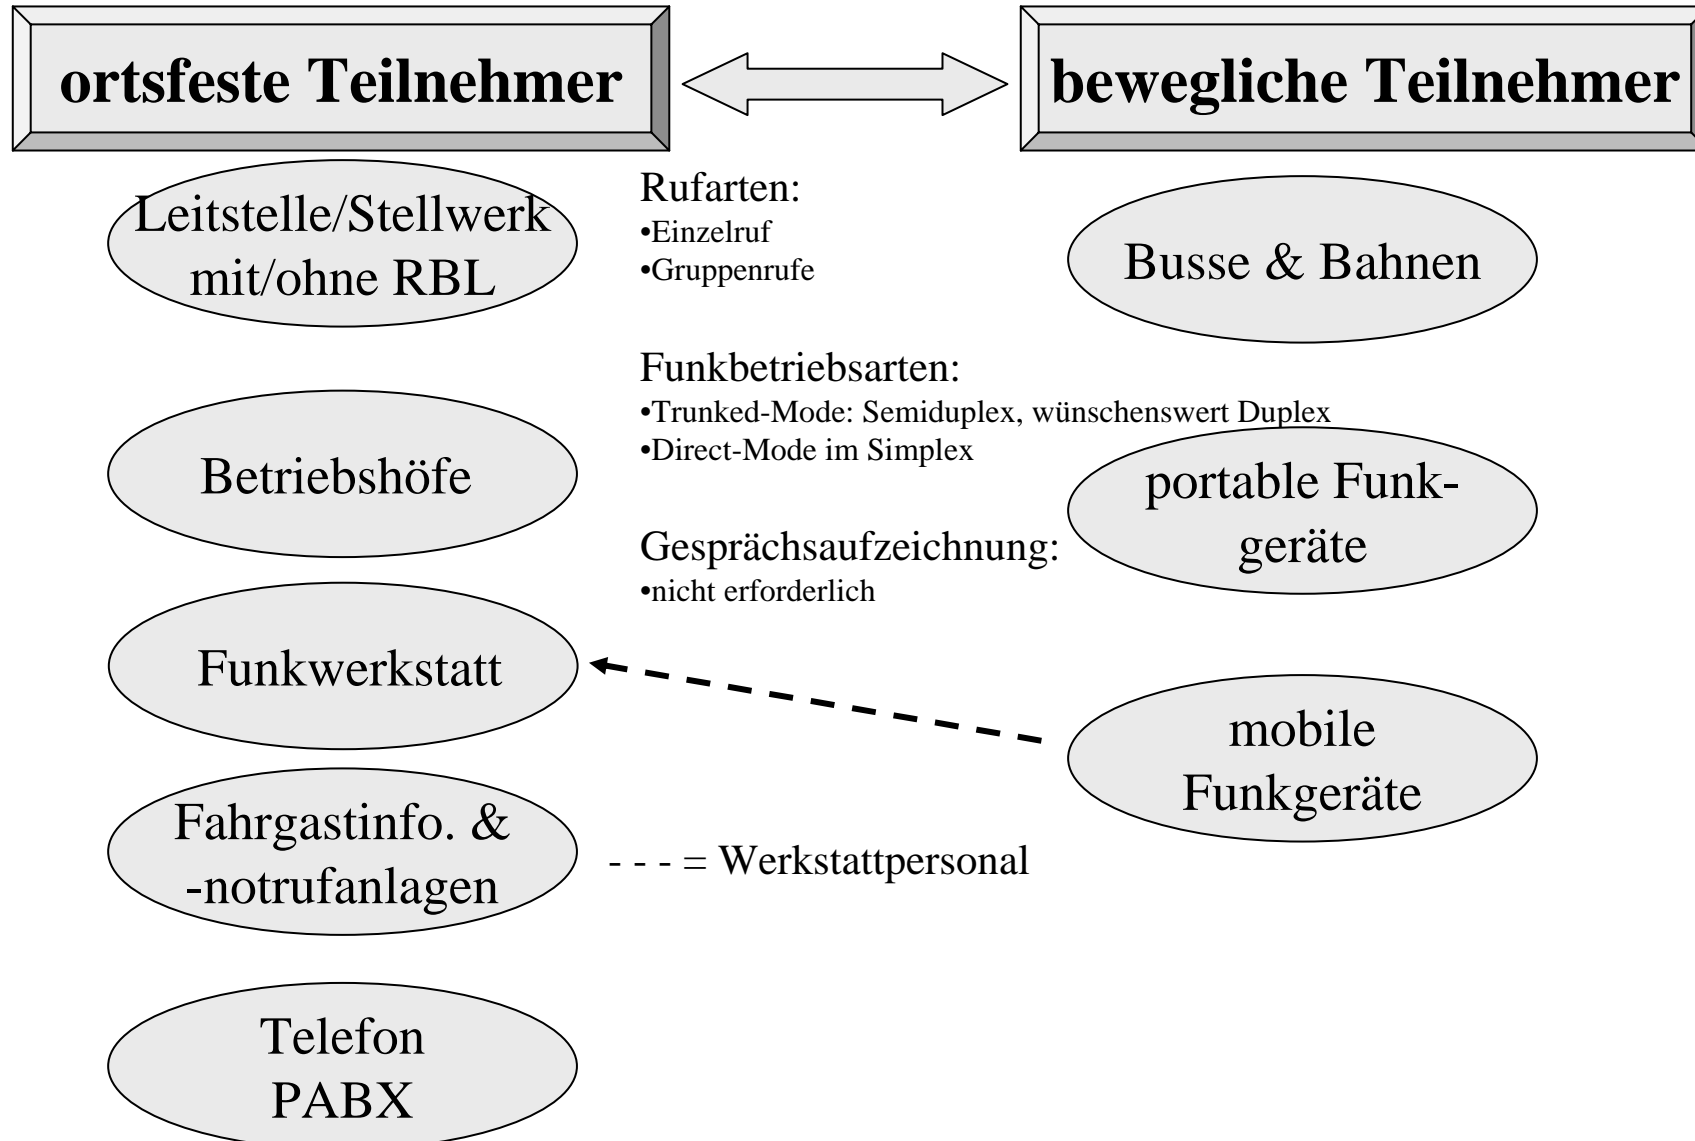 ortsfeste Teilnehmer
bewegliche Teilnehmer
Leitstelle/Stellwerk
mit/ohne RBL
Betriebshöfe
Funkwerkstatt
Fahrgastinfo. &
-notrufanlagen
Telefon
PABX
Rufarten:
•Einzelruf
•Gruppenrufe
Funkbetriebsarten:
•Trunked-Mode: Semiduplex, wünschenswert Duplex
•Direct-Mode im Simplex
Gesprächsaufzeichnung:
•nicht erforderlich
- - - = Werkstattpersonal
Busse & Bahnen
portable Funk-
geräte
mobile
Funkgeräte